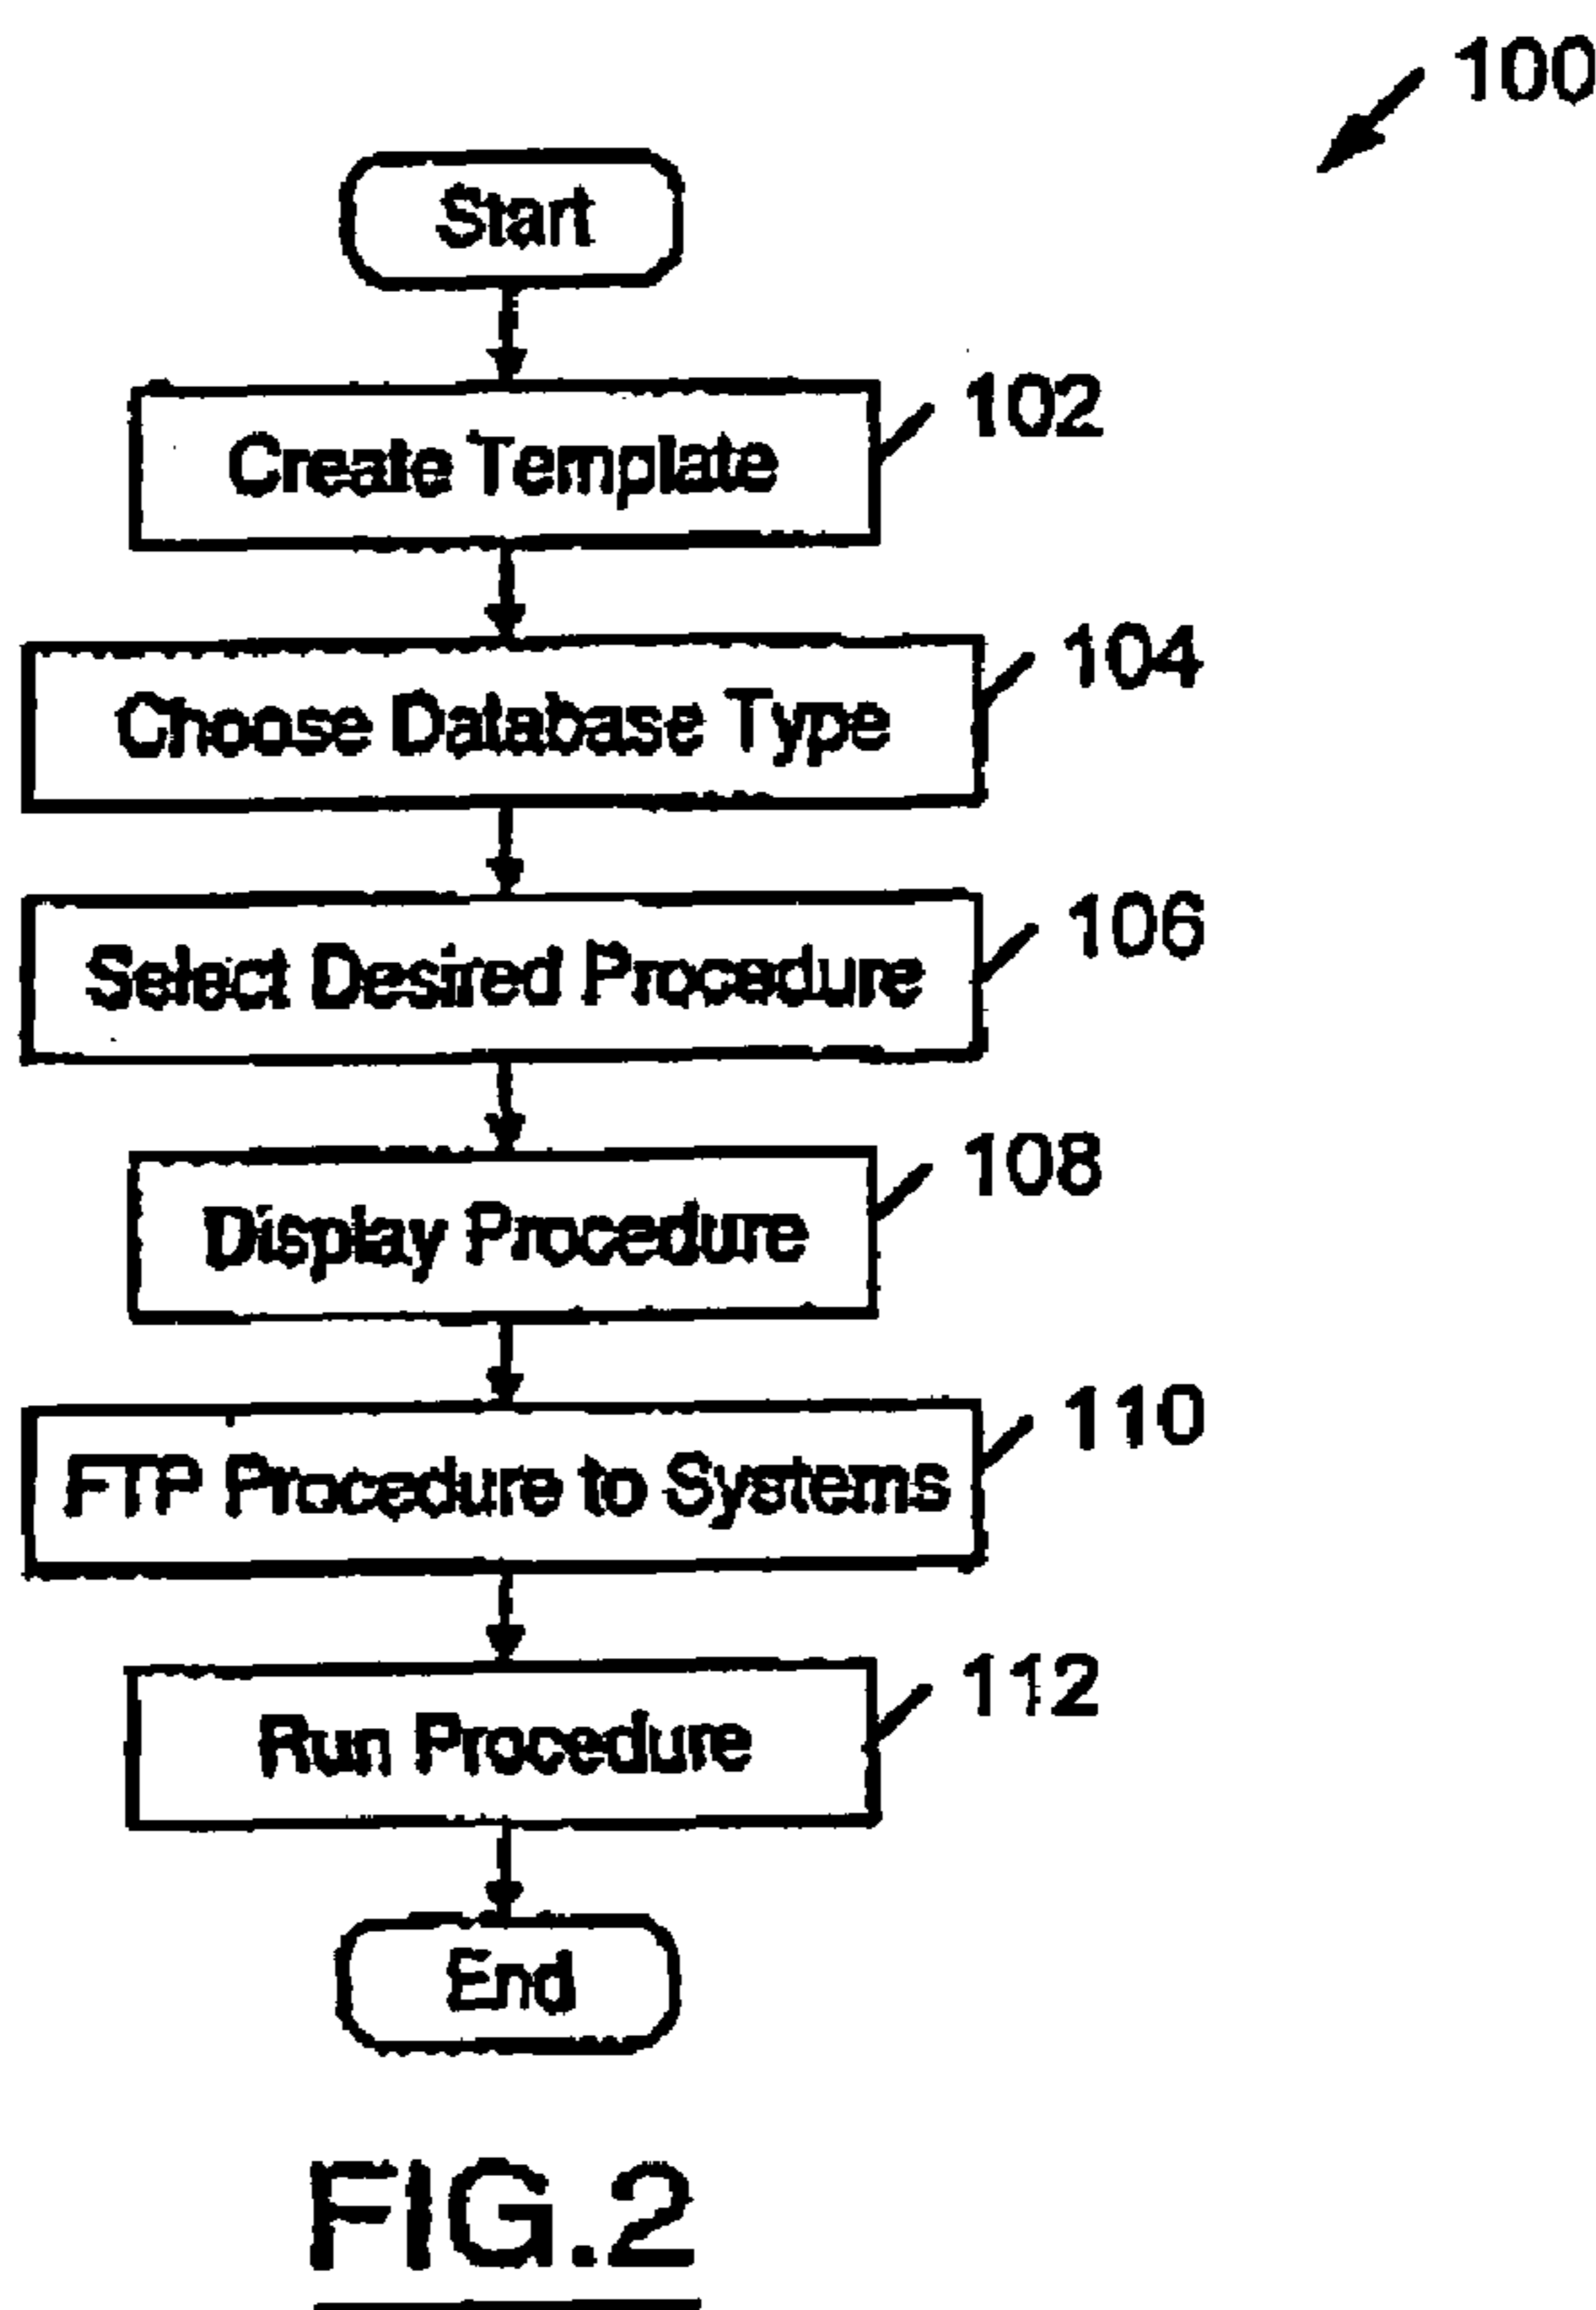 100
Start
Create Template
102
Choose Database Type
104
Select Desired Procedure
106
Display Procedure
108
FTP Procedure to Systems
110
Run Procedure
112
End
FIG.2